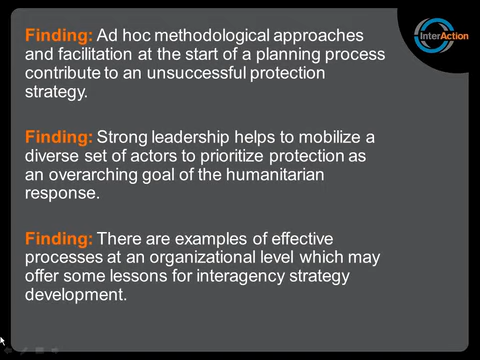 InterAction
Finding: Ad hoc methodological approaches
and facilitation at the start of a planning process
contribute to an unsuccessful protection
strategy.
Finding: Strong leadership helps to mobilize a
diverse set of actors to prioritize protection as
an overarching goal of the humanitarian
response.
Finding: There are examples of effective
processes at an organizational level which may
offer some lessons for interagency strategy
development.